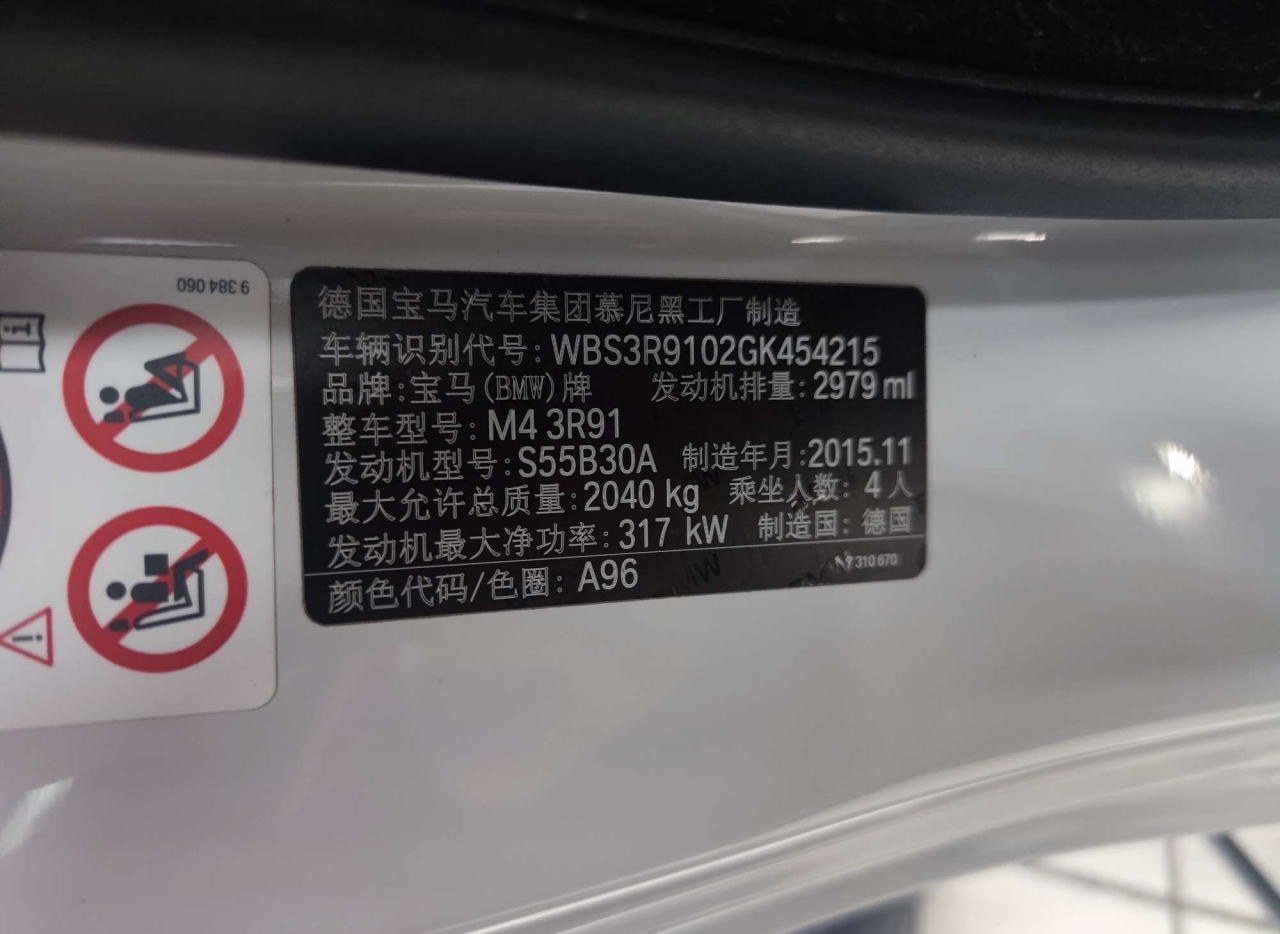 9 384 060
德国宝马汽车集团慕尼黑工厂制造
车辆识别代号: WBS3R9102GK454215
品牌:宝马(BMW)牌 发动机排量: 2979 ml
整车型号: M4 3R91
发动机型号: S55B30A 制造年月:2015.11
最大允许总质量: 2040 kg 乘坐人数: 4人
发动机最大净功率: 317 kW 制造国: 德国
颜色代码/色圈: A96 7 310 670